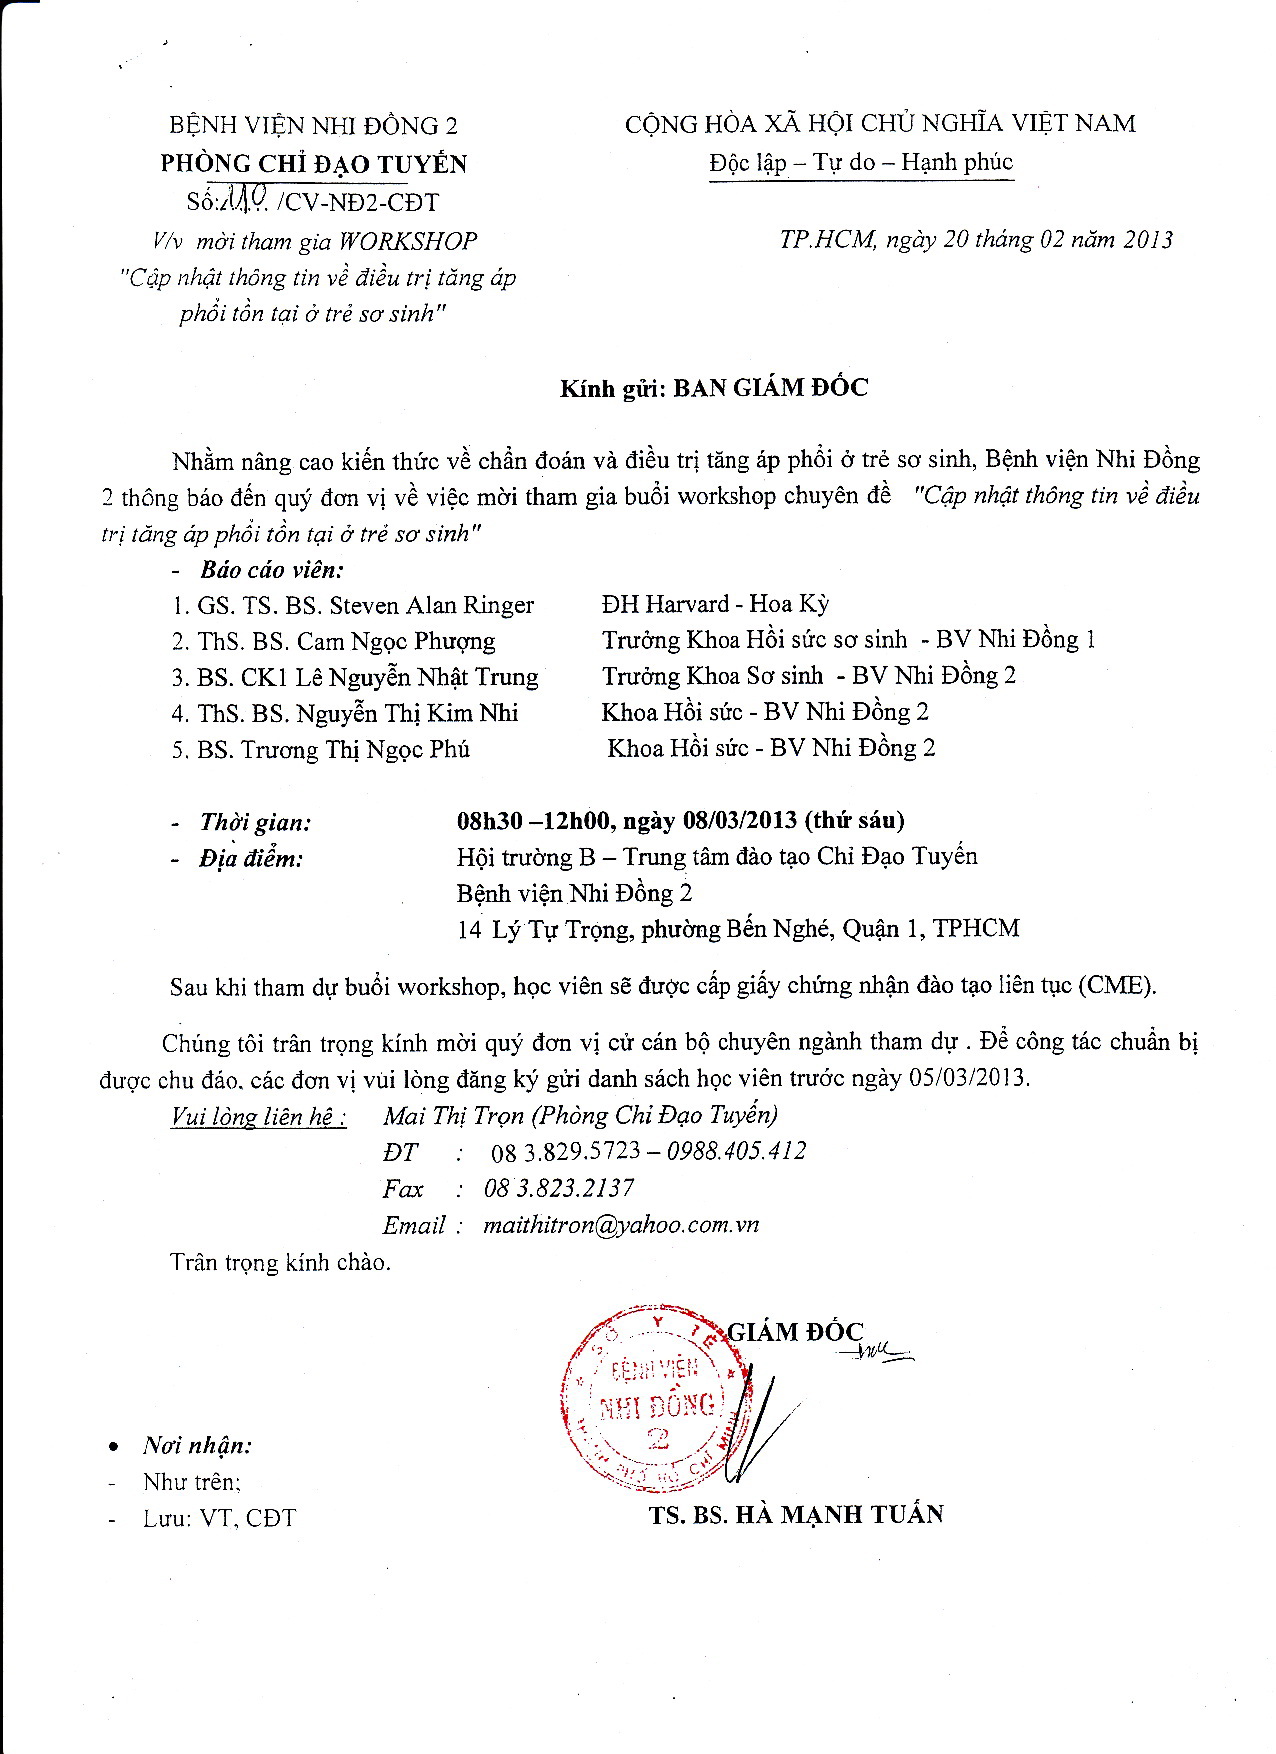 BỆNH VIỆN NHI ĐỒNG 2
PHÒNG CHỈ ĐẠO TUYẾN
Số: /CV-NĐ2-CĐT
V/v mời tham gia WORKSHOP
"Cập nhật thông tin về điều trị tăng áp
phổi tồn tại ở trẻ sơ sinh"
CỘNG HÒA XÃ HỘI CHỦ NGHĨA VIỆT NAM
Độc lập – Tự do – Hạnh phúc
TP.HCM, ngày 20 tháng 02 năm 2013
Kính gửi: BAN GIÁM ĐỐC
Nhằm nâng cao kiến thức về chẩn đoán và điều trị tăng áp phổi ở trẻ sơ sinh, Bệnh viện Nhi Đồng
2 thông báo đến quý đơn vị về việc mời tham gia buổi workshop chuyên đề "Cập nhật thông tin về điều
trị tăng áp phổi tồn tại ở trẻ sơ sinh"
- Báo cáo viên:
1. GS. TS. BS. Steven Alan Ringer ĐH Harvard - Hoa Kỳ
2. ThS. BS. Cam Ngọc Phượng Trưởng Khoa Hồi sức sơ sinh - BV Nhi Đồng 1
3. BS. CK1 Lê Nguyễn Nhật Trung Trưởng Khoa Sơ sinh - BV Nhi Đồng 2
4. ThS. BS. Nguyễn Thị Kim Nhi Khoa Hồi sức - BV Nhi Đồng 2
5. BS. Trương Thị Ngọc Phú Khoa Hồi sức - BV Nhi Đồng 2
- Thời gian: 08h30 –12h00, ngày 08/03/2013 (thứ sáu)
- Địa điểm: Hội trường B – Trung tâm đào tạo Chỉ Đạo Tuyến
Bệnh viện Nhi Đồng 2
14 Lý Tự Trọng, phường Bến Nghé, Quận 1, TPHCM
Sau khi tham dự buổi workshop, học viên sẽ được cấp giấy chứng nhận đào tạo liên tục (CME).
Chúng tôi trân trọng kính mời quý đơn vị cử cán bộ chuyên ngành tham dự . Để công tác chuẩn bị
được chu đáo, các đơn vị vui lòng đăng ký gửi danh sách học viên trước ngày 05/03/2013.
Vui lòng liên hệ : Mai Thị Trọn (Phòng Chỉ Đạo Tuyến)
ĐT : 08 3.829.5723 – 0988.405.412
Fax : 08 3.823.2137
Email : maithitron@yahoo.com.vn
Trân trọng kính chào.
GIÁM ĐỐC
SỞ Y TẾ
BỆNH VIỆN
NHI ĐỒNG
2
THÀNH PHỐ HỒ CHÍ MINH
TS. BS. HÀ MẠNH TUẤN
• Nơi nhận:
- Như trên;
- Lưu: VT, CĐT